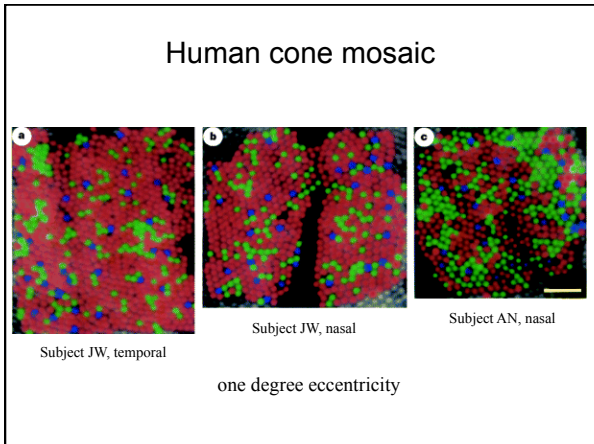 Human cone mosaic
a
b
c
Subject JW, temporal
Subject JW, nasal
Subject AN, nasal
one degree eccentricity